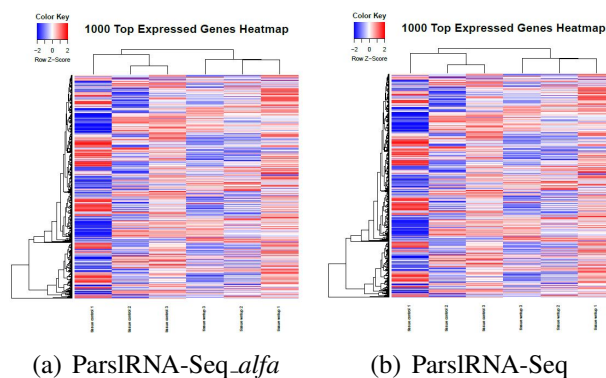 Color Key
-2 0 2
Row Z-Score
1000 Top Expressed Genes Heatmap
Color Key
-2 0 2
Row Z-Score
1000 Top Expressed Genes Heatmap
(a) ParslRNA-Seq_alfa
(b) ParslRNA-Seq